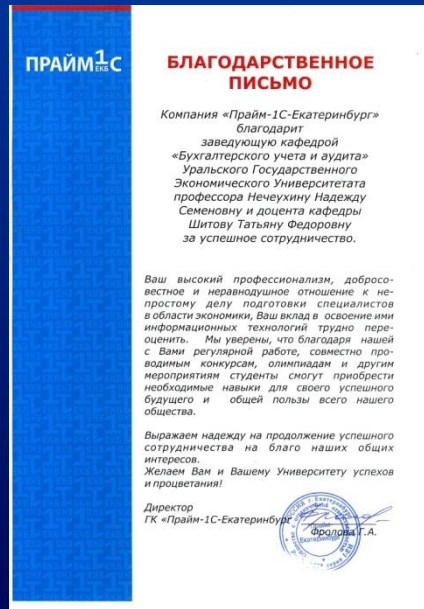 ПРАЙМ1С
ЕКБ
БЛАГОДАРСТВЕННОЕ
ПИСЬМО
Компания «Прайм-1С-Екатеринбург»
благодарит
заведующую кафедрой
«Бухгалтерского учета и аудита»
Уральского Государственного
Экономического Университетата
профессора Нечеухину Надежду
Семеновну и доцента кафедры
Шитову Татьяну Федоровну
за успешное сотрудничество.
Ваш высокий профессионализм, добросо-
вестное и неравнодушное отношение к не-
простому делу подготовки специалистов
в области экономики, Ваш вклад в освоение ими
информационных технологий трудно пере-
оценить. Мы уверены, что благодаря нашей
с Вами регулярной работе, совместно про-
водимым конкурсам, олимпиадам и другим
мероприятиям студенты смогут приобрести
необходимые навыки для своего успешного
будущего и общей пользы всего нашего
общества.
Выражаем надежду на продолжение успешного
сотрудничества на благо наших общих
интересов.
Желаем Вам и Вашему Университету успехов
и процветания!
Директор
ГК «Прайм-1С-Екатеринбург
Фролова Г.А.